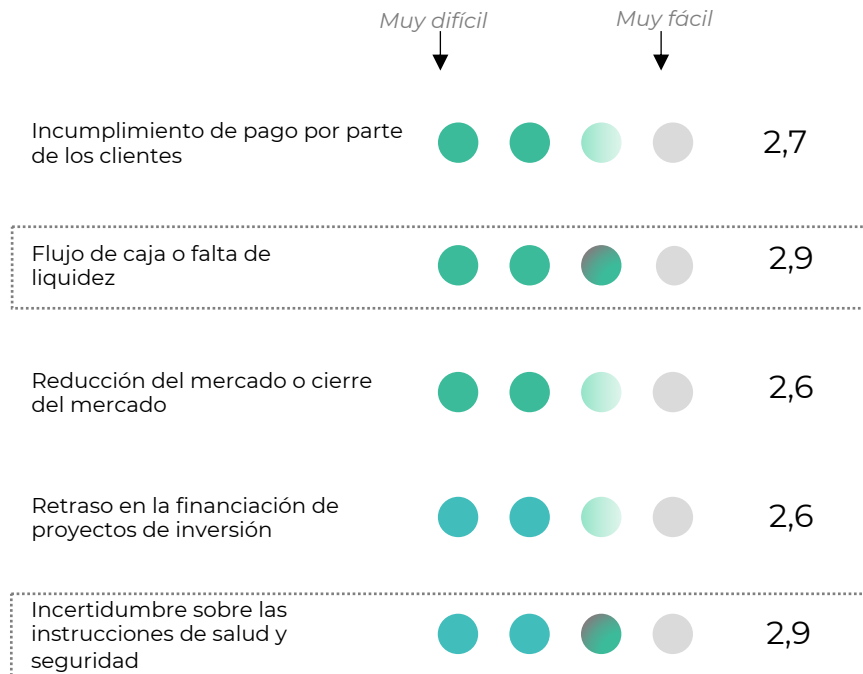 Muy difícil
Muy fácil
Incumplimiento de pago por parte
de los clientes
2,7
Flujo de caja o falta de
liquidez
2,9
Reducción del mercado o cierre
del mercado
2,6
Retraso en la financiación de
proyectos de inversión
2,6
Incertidumbre sobre las
instrucciones de salud y
seguridad
2,9